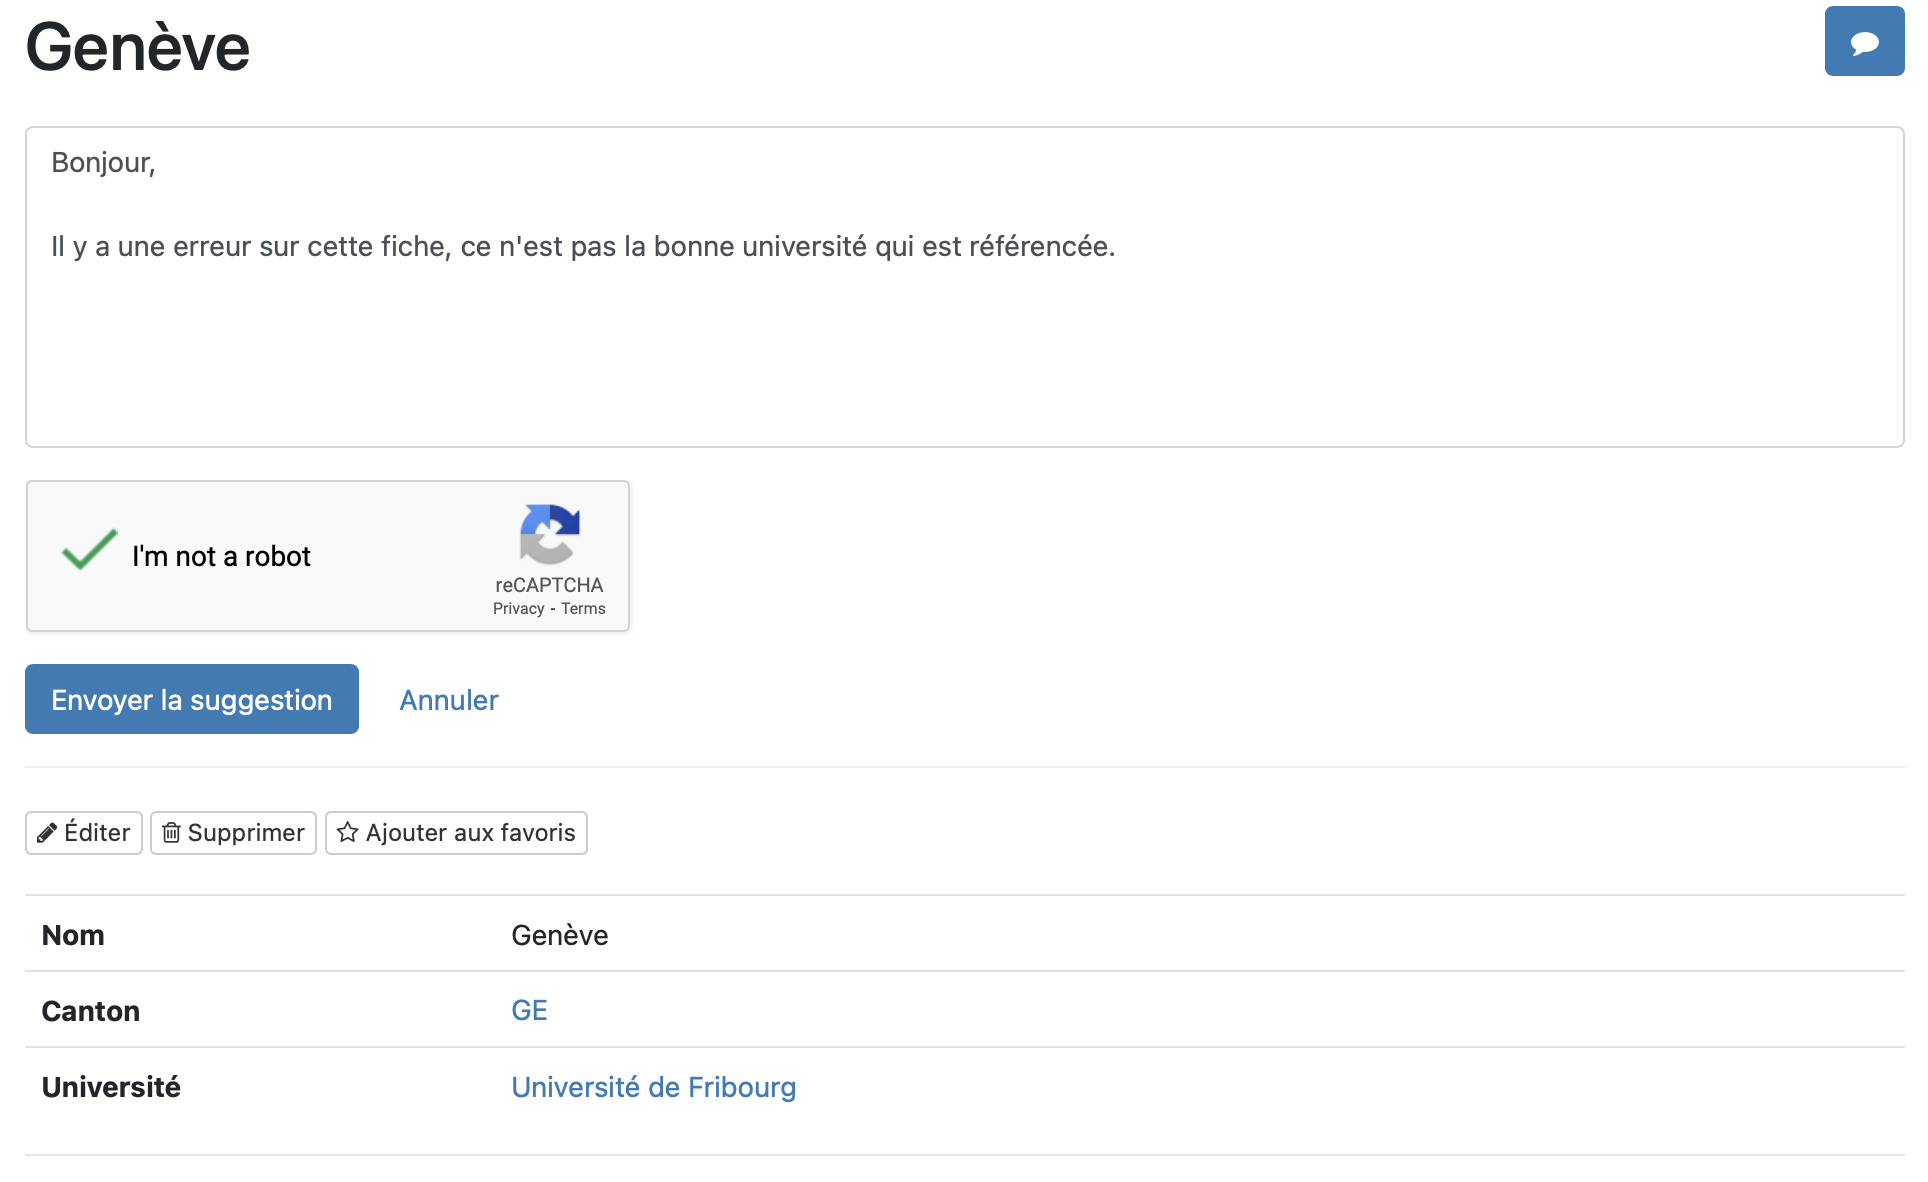 Genève
Bonjour,
Il y a une erreur sur cette fiche, ce n'est pas la bonne université qui est référencée.
I'm not a robot
reCAPTCHA
Privacy - Terms
Envoyer la suggestion
Annuler
Éditer
Supprimer
Ajouter aux favoris
Nom Genève
Canton GE
Université Université de Fribourg